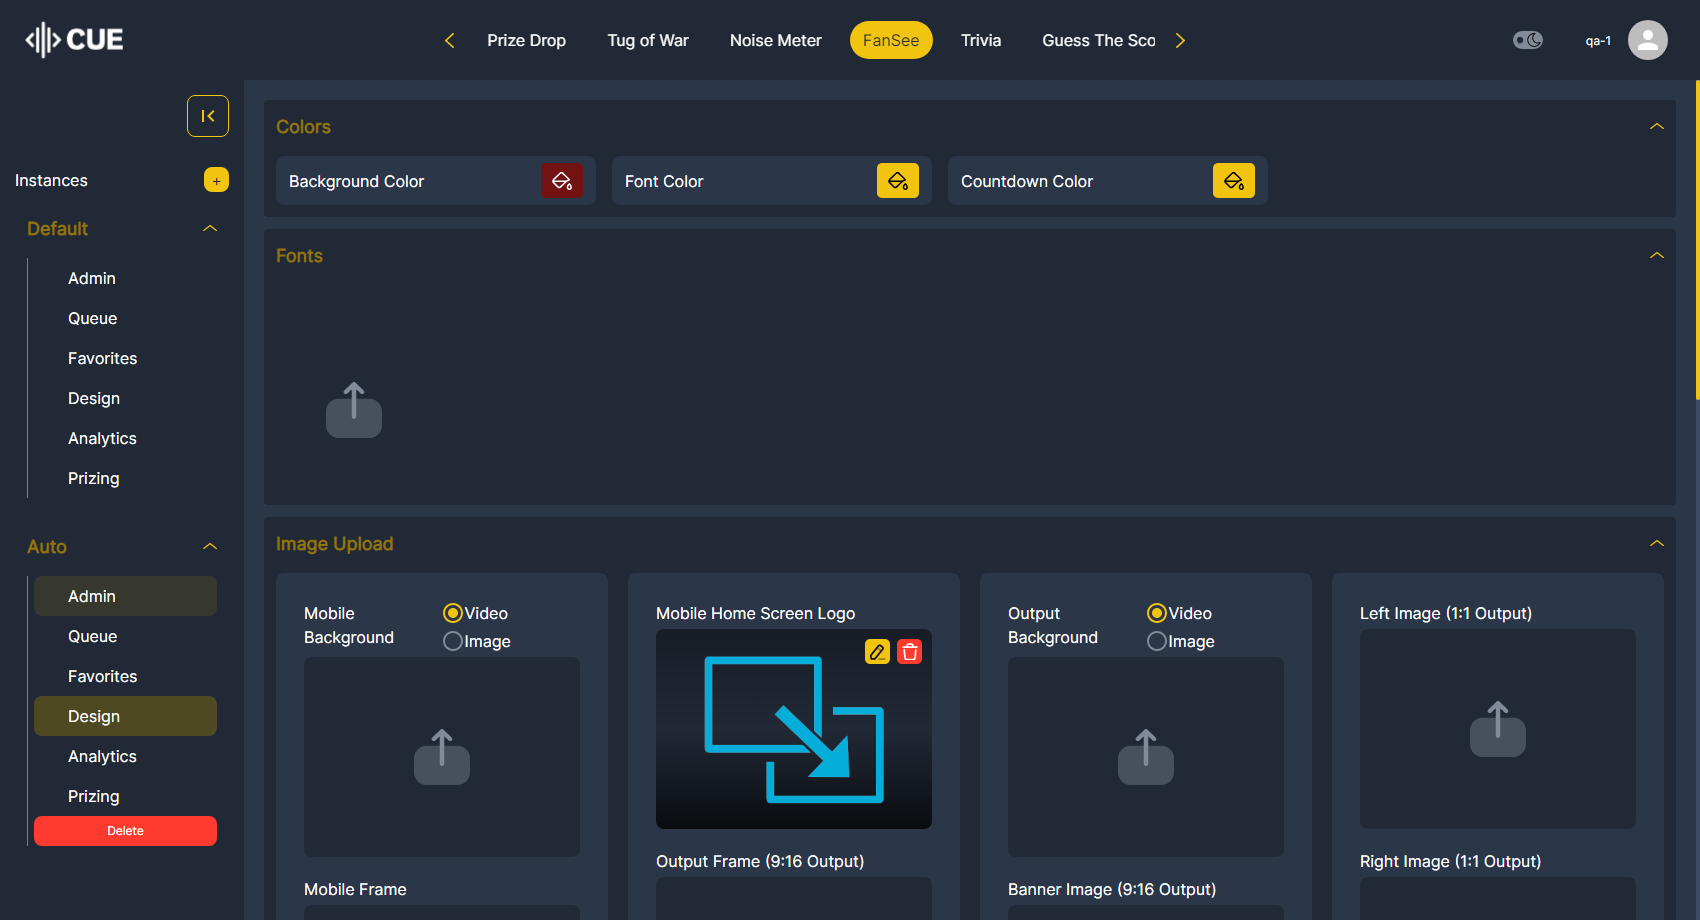 CUE
Prize Drop
Tug of War
Noise Meter
FanSee
Trivia
Guess The Sco
qa-1
Instances
+
Default
Admin
Queue
Favorites
Design
Analytics
Prizing
Auto
Admin
Queue
Favorites
Design
Analytics
Prizing
Delete
Colors
Background Color
Font Color
Countdown Color
Fonts
Image Upload
Mobile
Background
Video
Image
Mobile Frame
Mobile Home Screen Logo
Output Frame (9:16 Output)
Output
Background
Video
Image
Banner Image (9:16 Output)
Left Image (1:1 Output)
Right Image (1:1 Output)